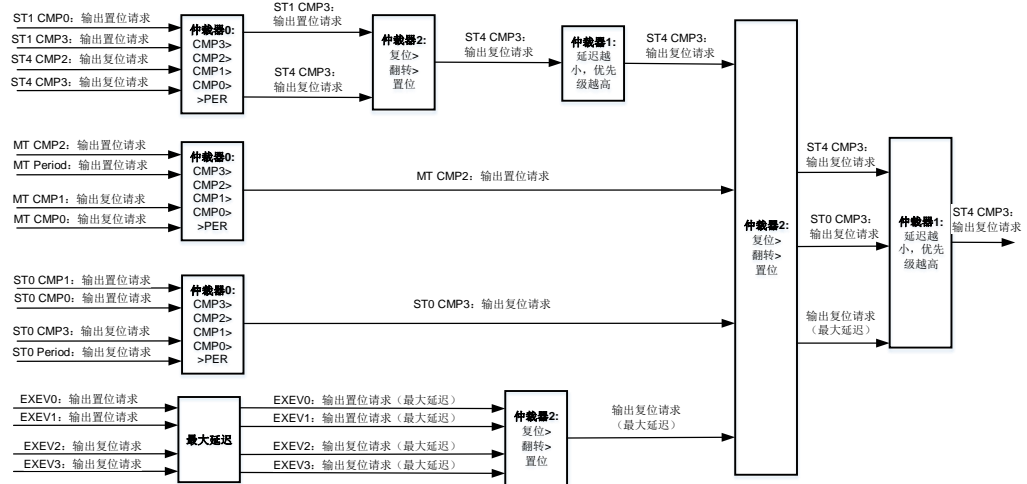 ST1 CMP0：输出置位请求
ST1 CMP3：输出置位请求
ST4 CMP2：输出复位请求
ST4 CMP3：输出复位请求
仲裁器0:
CMP3>
CMP2>
CMP1>
CMP0>
>PER
ST1 CMP3：
输出置位请求
ST4 CMP3：
输出复位请求
仲裁器2:
复位>
翻转>
置位
ST4 CMP3：
输出复位请求
仲裁器1:
延迟越
小，优先
级越高
ST4 CMP3：
输出复位请求
MT CMP2：输出置位请求
MT Period：输出置位请求
MT CMP1：输出复位请求
MT CMP0：输出复位请求
仲裁器0:
CMP3>
CMP2>
CMP1>
CMP0>
>PER
MT CMP2：输出置位请求
ST0 CMP1：输出置位请求
ST0 CMP0：输出置位请求
ST0 CMP3：输出复位请求
ST0 Period：输出复位请求
仲裁器0:
CMP3>
CMP2>
CMP1>
CMP0>
>PER
ST0 CMP3：输出复位请求
EXEV0：输出置位请求
EXEV1：输出置位请求
EXEV2：输出复位请求
EXEV3：输出复位请求
最大延迟
EXEV0：输出置位请求（最大延迟）
EXEV1：输出置位请求（最大延迟）
EXEV2：输出复位请求（最大延迟）
EXEV3：输出复位请求（最大延迟）
仲裁器2:
复位>
翻转>
置位
输出复位请求
（最大延迟）
仲裁器2:
复位>
翻转>
置位
ST4 CMP3：
输出复位请求
ST0 CMP3：
输出复位请求
输出复位请求
（最大延迟）
仲裁器1:
延迟越
小，优先
级越高
ST4 CMP3：
输出复位请求